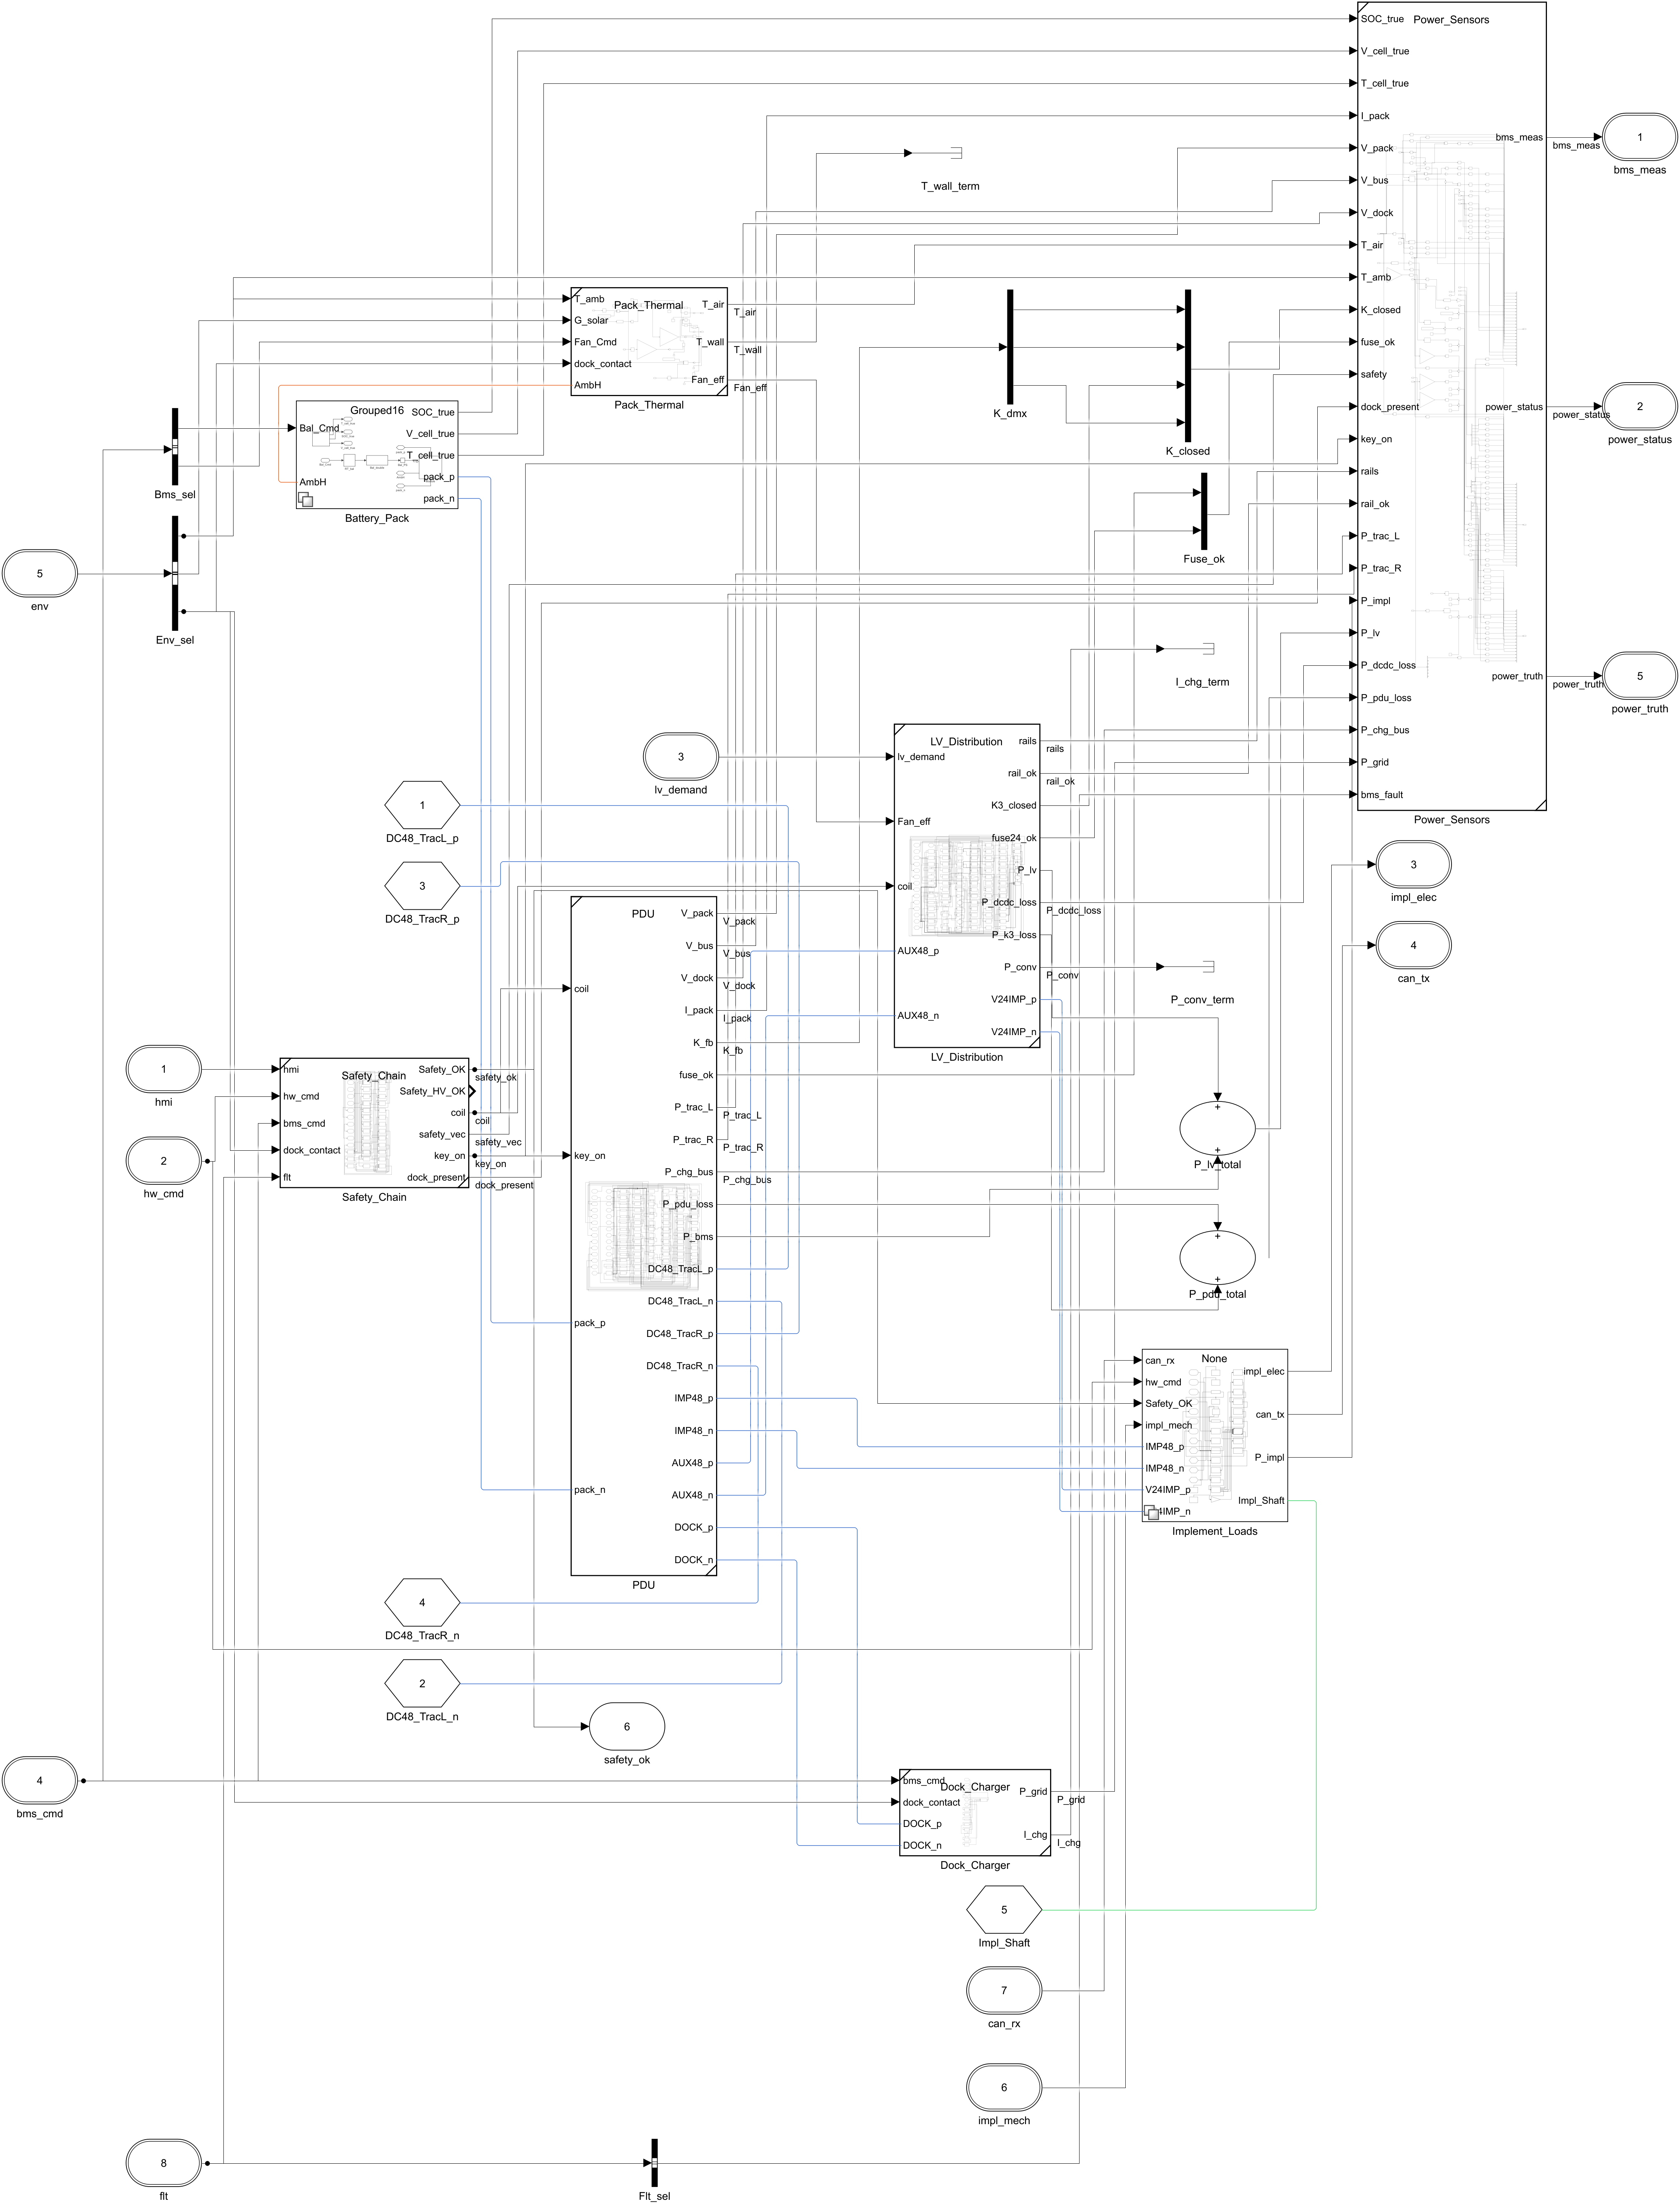 SOC_true
Power_Sensors
V_cell_true
T_cell_true
I_pack
V_pack
V_bus
V_dock
T_air
T_amb
K_closed
fuse_ok
safety
dock_present
key_on
rails
rail_ok
P_trac_L
P_trac_R
P_impl
P_lv
P_dcdc_loss
P_pdu_loss
P_chg_bus
P_grid
bms_fault
bms_meas
power_status
power_truth
Power_Sensors
bms_meas
1
bms_meas
power_status
2
power_status
power_truth
5
power_truth
T_wall_term
T_amb
Pack_Thermal
G_solar
Fan_Cmd
dock_contact
AmbH
T_air
T_wall
Fan_eff
T_air
T_wall
Fan_eff
Pack_Thermal
K_dmx
K_closed
Fuse_ok
Grouped16
Bal_Cmd
AmbH
SOC_true
V_cell_true
T_cell_true
pack_p
pack_n
Battery_Pack
Bms_sel
5
env
Env_sel
I_chg_term
3
lv_demand
LV_Distribution
lv_demand
Fan_eff
coil
AUX48_p
AUX48_n
rails
rail_ok
K3_closed
fuse24_ok
P_lv
P_dcdc_loss
P_k3_loss
P_conv
V24IMP_p
V24IMP_n
rails
rail_ok
P_dcdc_loss
P_conv
LV_Distribution
P_conv_term
1
DC48_TracL_p
3
DC48_TracR_p
3
impl_elec
4
can_tx
PDU
coil
key_on
pack_p
pack_n
V_pack
V_bus
V_dock
I_pack
K_fb
fuse_ok
P_trac_L
P_trac_R
P_chg_bus
P_pdu_loss
P_bms
DC48_TracL_p
DC48_TracL_n
DC48_TracR_p
DC48_TracR_n
IMP48_p
IMP48_n
AUX48_p
AUX48_n
DOCK_p
DOCK_n
V_pack
V_bus
V_dock
I_pack
K_fb
P_trac_L
P_trac_R
P_chg_bus
PDU
1
hmi
2
hw_cmd
Safety_Chain
hmi
hw_cmd
bms_cmd
dock_contact
flt
Safety_OK
Safety_HV_OK
coil
safety_vec
key_on
dock_present
safety_ok
coil
safety_vec
key_on
dock_present
Safety_Chain
+
+
P_lv_total
+
+
P_pdu_total
None
can_rx
hw_cmd
Safety_OK
impl_mech
IMP48_p
IMP48_n
V24IMP_p
4IMP_n
impl_elec
can_tx
P_impl
Impl_Shaft
Implement_Loads
4
DC48_TracR_n
2
DC48_TracL_n
6
safety_ok
4
bms_cmd
bms_cmd
Dock_Charger
dock_contact
DOCK_p
DOCK_n
P_grid
I_chg
P_grid
I_chg
Dock_Charger
5
Impl_Shaft
7
can_rx
6
impl_mech
8
flt
Flt_sel